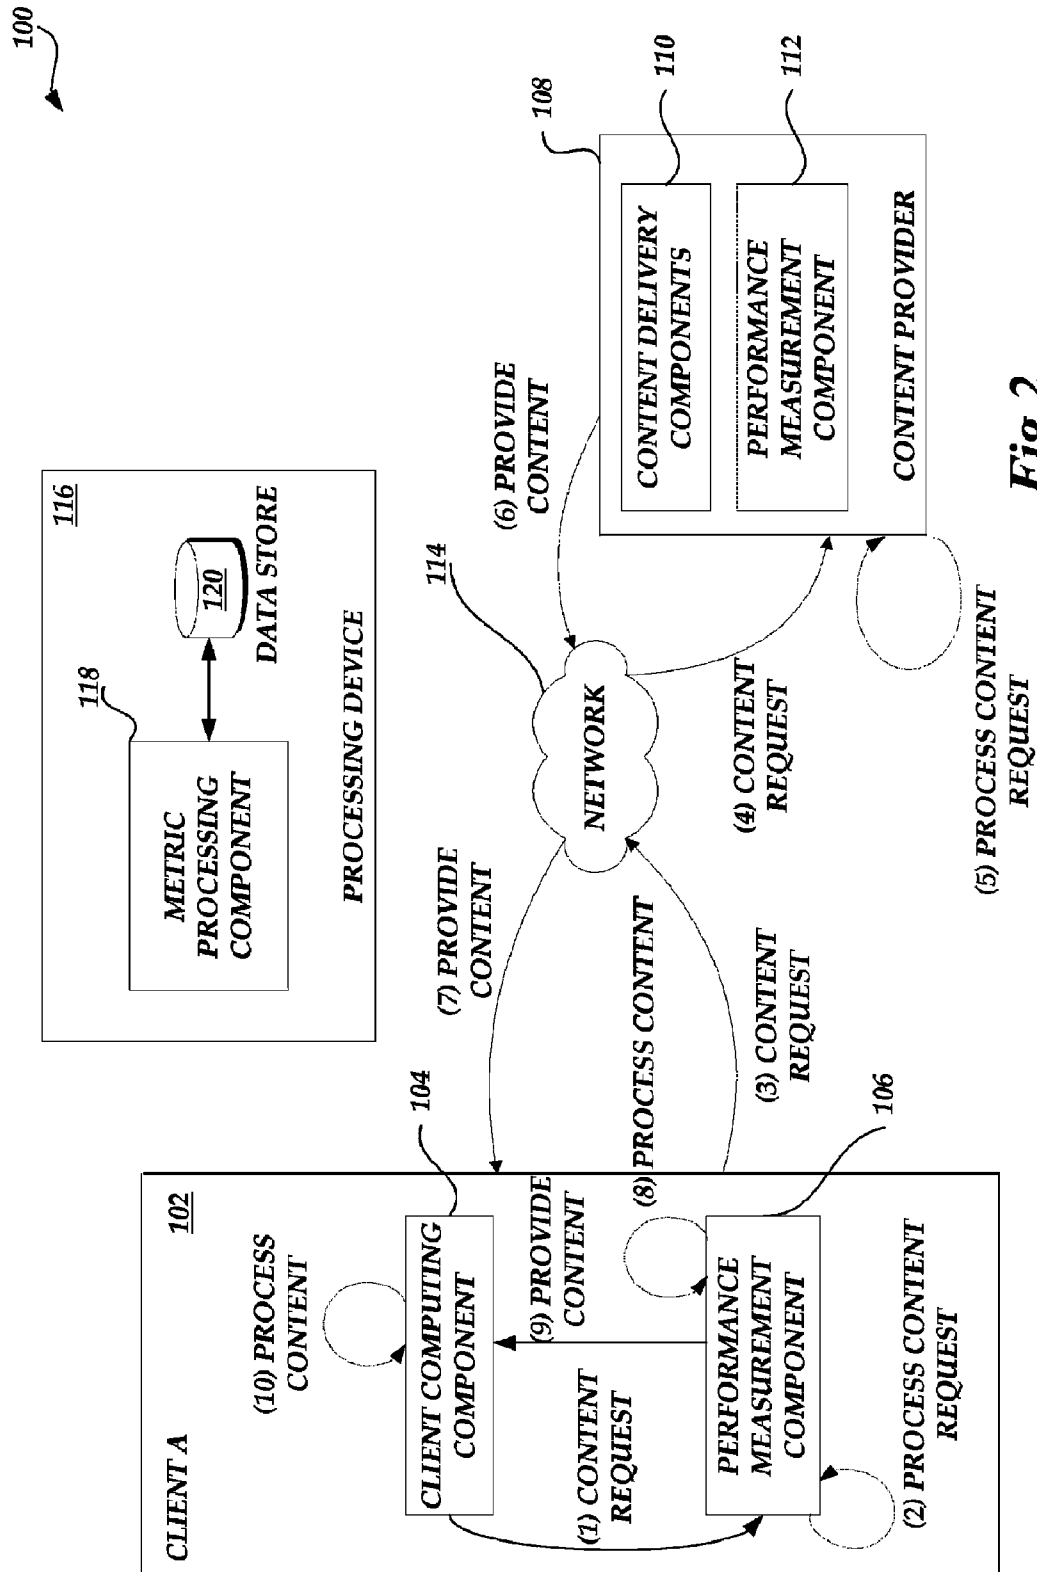 100
116
120
DATA STORE
118
METRIC
PROCESSING
COMPONENT
PROCESSING DEVICE
CLIENT A
102
(10) PROCESS
CONTENT
104
CLIENT COMPUTING
COMPONENT
(1) CONTENT
REQUEST
(9) PROVIDE
CONTENT
(8) PROCESS CONTENT
106
PERFORMANCE
MEASUREMENT
COMPONENT
(2) PROCESS CONTENT
REQUEST
(7) PROVIDE
CONTENT
(3) CONTENT
REQUEST
114
NETWORK
(6) PROVIDE
CONTENT
(4) CONTENT
REQUEST
108
110
CONTENT DELIVERY
COMPONENTS
112
PERFORMANCE
MEASUREMENT
COMPONENT
CONTENT PROVIDER
(5) PROCESS CONTENT
REQUEST
Fig. 2